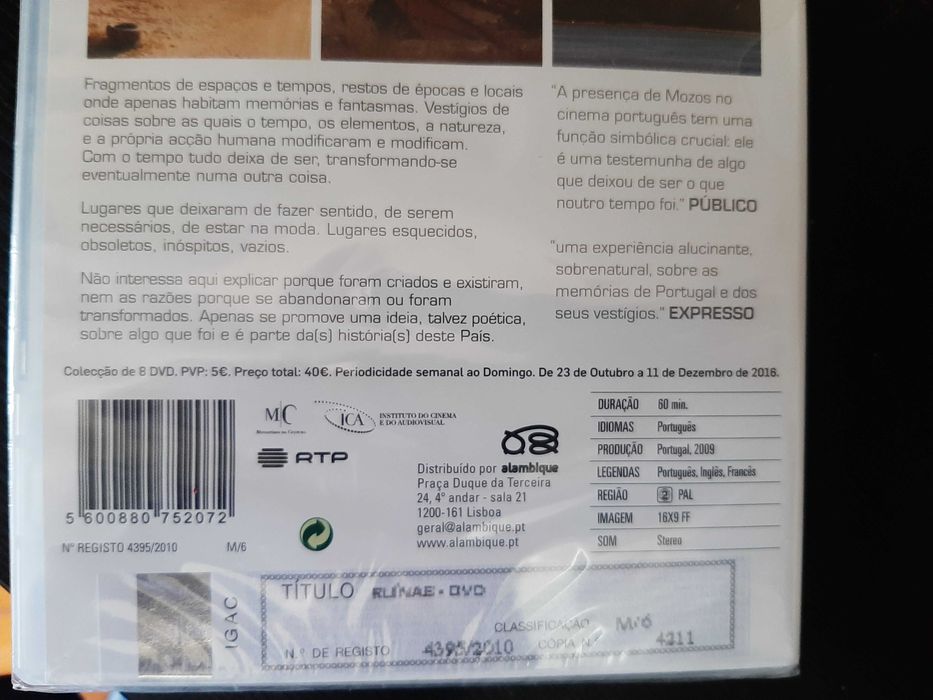 Fragmentos de espaços e tempos, restos de épocas e locais
onde apenas habitam memórias e fantasmas. Vestígios de
coisas sobre as quais o tempo, os elementos, a natureza,
e a própria acção humana modificaram e modificam.
Com o tempo tudo deixa de ser, transformando-se
eventualmente numa outra coisa.
Lugares que deixaram de fazer sentido, de serem
necessários, de estar na moda. Lugares esquecidos,
obsoletos, inóspitos, vazios.
Não interessa aqui explicar porque foram criados e existiram,
nem as razões porque se abandonaram ou foram
transformados. Apenas se promove uma ideia, talvez poética,
sobre algo que foi e é parte da(s) história(s) deste País.
"A presença de Mozos no
cinema português tem uma
função simbólica crucial: ele
é uma testemunha de algo
que deixou de ser o que
noutro tempo foi." PÚBLICO
"uma experiência alucinante,
sobrenatural, sobre as
memórias de Portugal e dos
seus vestígios." EXPRESSO
Colecção de 8 DVD. PVP: 5€. Preço total: 40€. Periodicidade semanal ao Domingo. De 23 de Outubro a 11 de Dezembro de 2016.
5 600880 752072
Nº REGISTO 4395/2010 M/6
M|C
Ministério da Cultura
ICA INSTITUTO DO CINEMA
E DO AUDIOVISUAL
RTP
Distribuído por alambique
Praça Duque da Terceira
24, 4º andar - sala 21
1200-161 Lisboa
geral@alambique.pt
www.alambique.pt
DURAÇÃO 60 min.
IDIOMAS Português
PRODUÇÃO Portugal, 2009
LEGENDAS Português, Inglês, Francês
REGIÃO 2 PAL
IMAGEM 16X9 FF
SOM Stereo
IGAC
TÍTULO RUINAE - DVD
CLASSIFICAÇÃO M/6
N.º DE REGISTO 4395/2010 CÓPIA N.º 4211